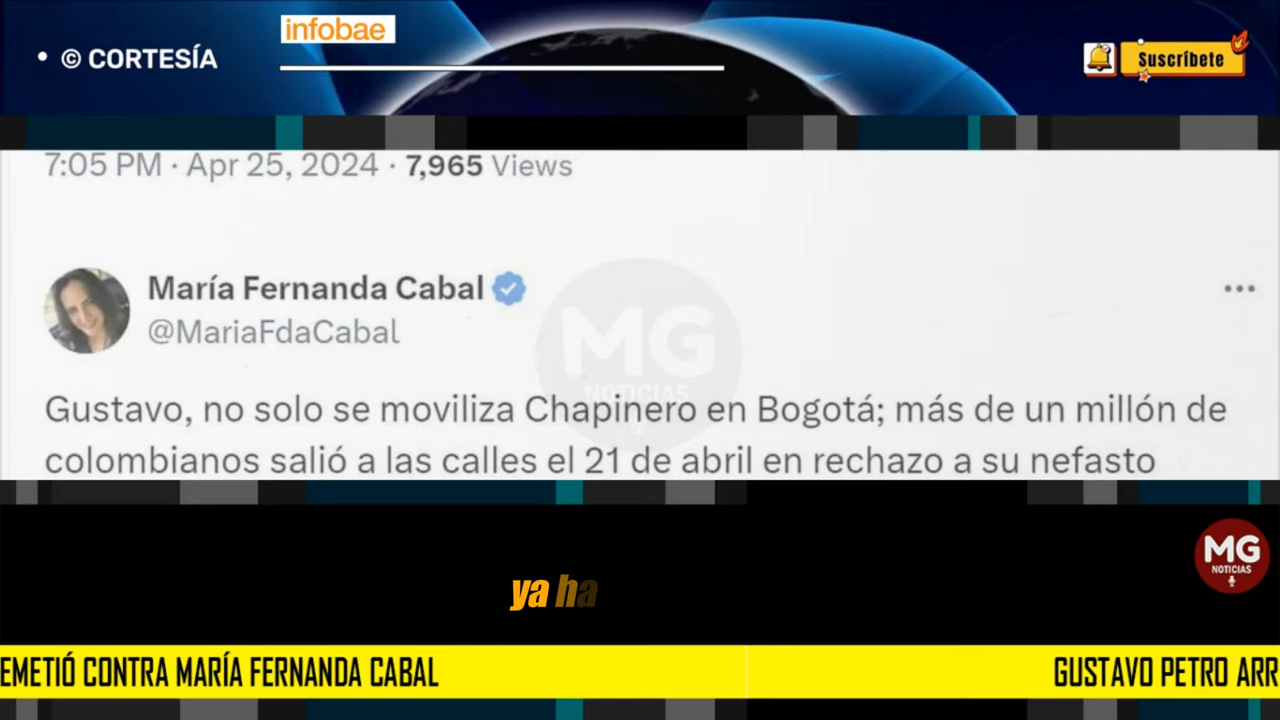 infobae
• © CORTESÍA
Suscríbete
7:05 PM · Apr 25, 2024 · 7,965 Views
María Fernanda Cabal
@MariaFdaCabal
MG
NOTICIAS
Gustavo, no solo se moviliza Chapinero en Bogotá; más de un millón de
colombianos salió a las calles el 21 de abril en rechazo a su nefasto
MG
NOTICIAS
ya ha
EMETIÓ CONTRA MARÍA FERNANDA CABAL
GUSTAVO PETRO ARR